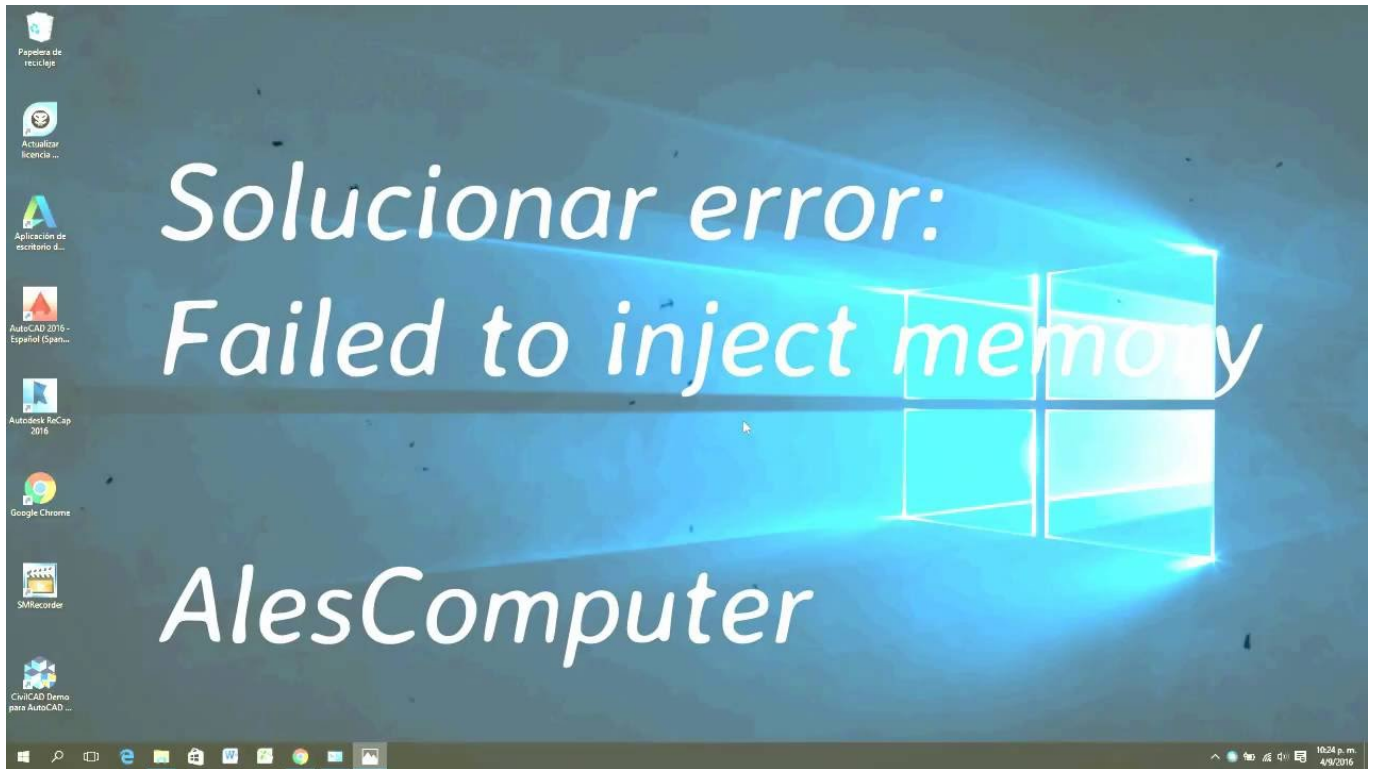 Papelera de
reciclaje
Actualizar
licencia ...
Aplicación de
escritorio d...
AutoCAD 2016 -
Español (Span...
Autodesk ReCap
2016
Google Chrome
SMRecorder
CivilCAD Demo
para AutoCAD ...
Solucionar error:
Failed to inject memory
AlesComputer
10:24 p. m.
4/9/2016